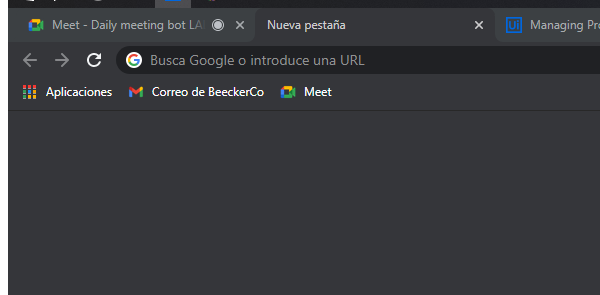 Meet - Daily meeting bot LA
Nueva pestaña
Ui
Managing Pr
Busca Google o introduce una URL
Aplicaciones
Correo de BeeckerCo
Meet